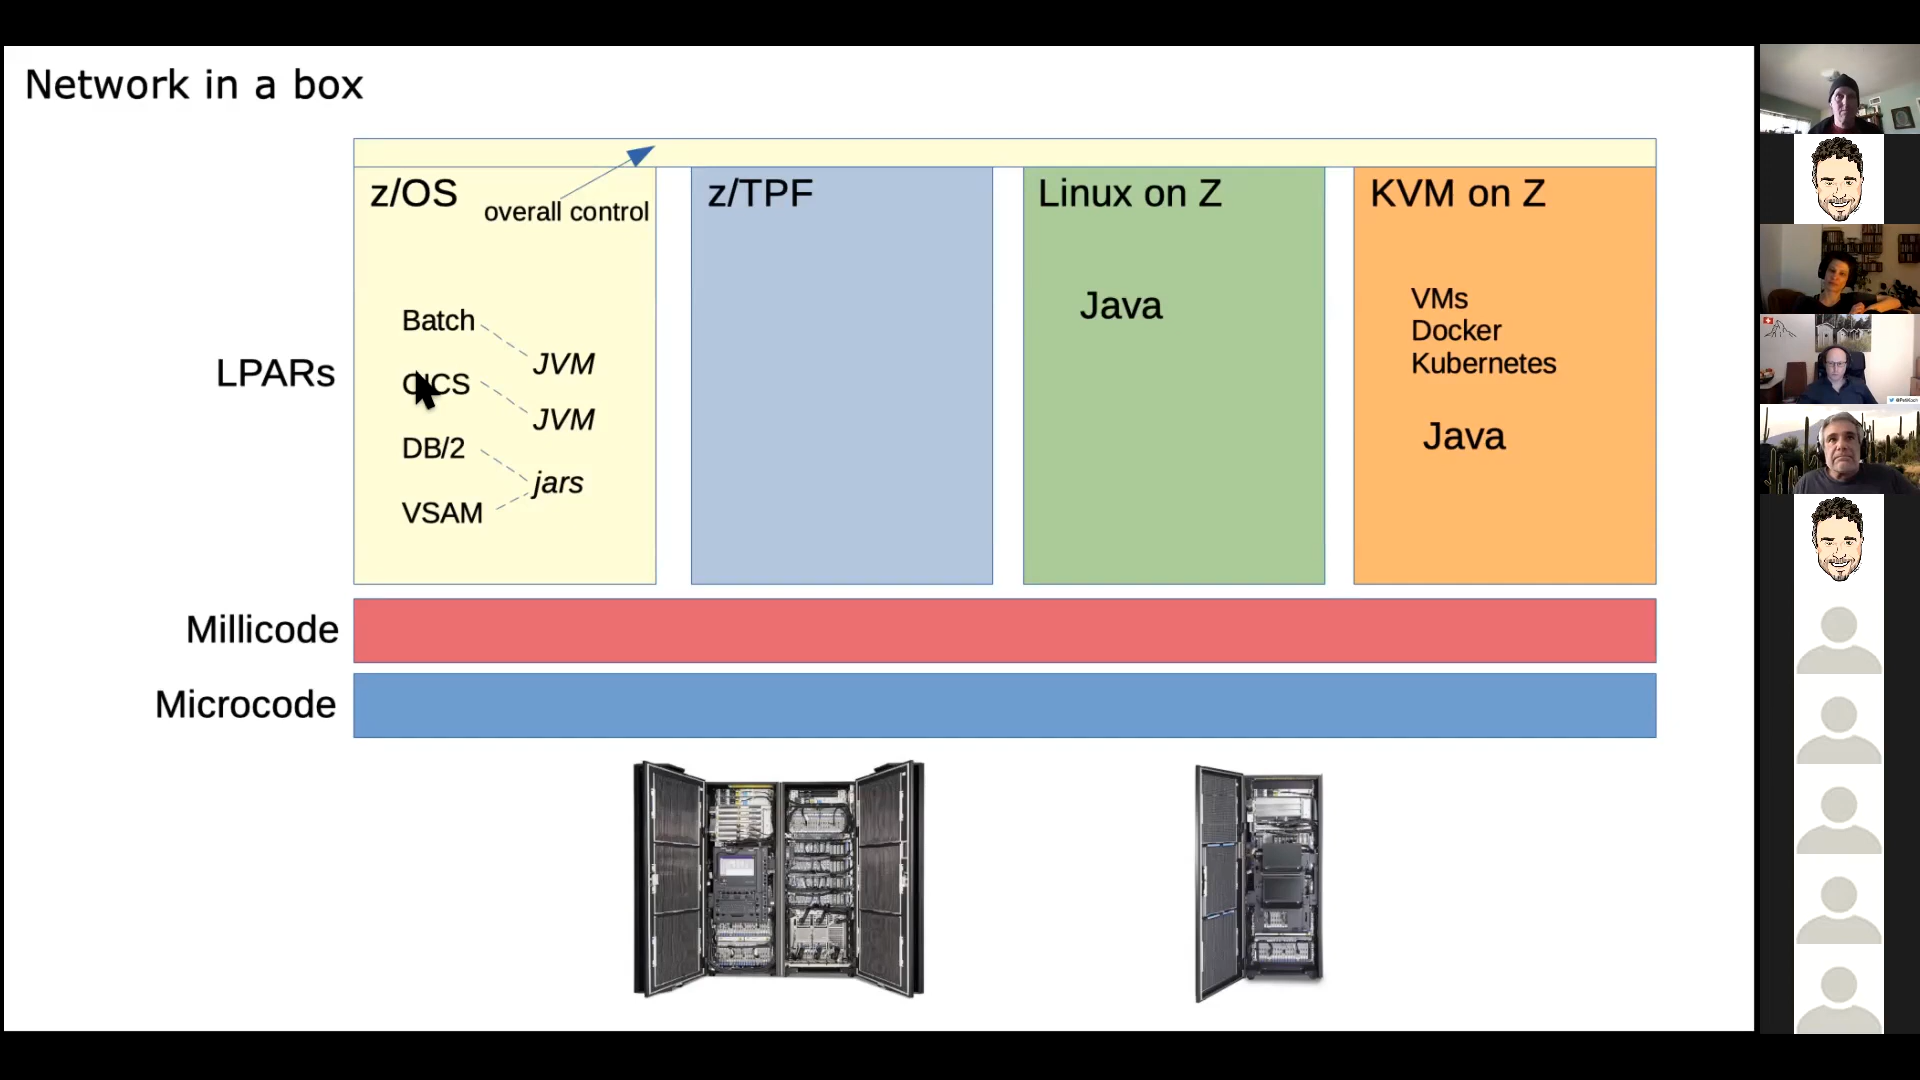 Network in a box
z/OS
overall control
Batch
JVM
CICS
JVM
DB/2
jars
VSAM
z/TPF
Linux on Z
Java
KVM on Z
VMs
Docker
Kubernetes
Java
LPARs
Millicode
Microcode